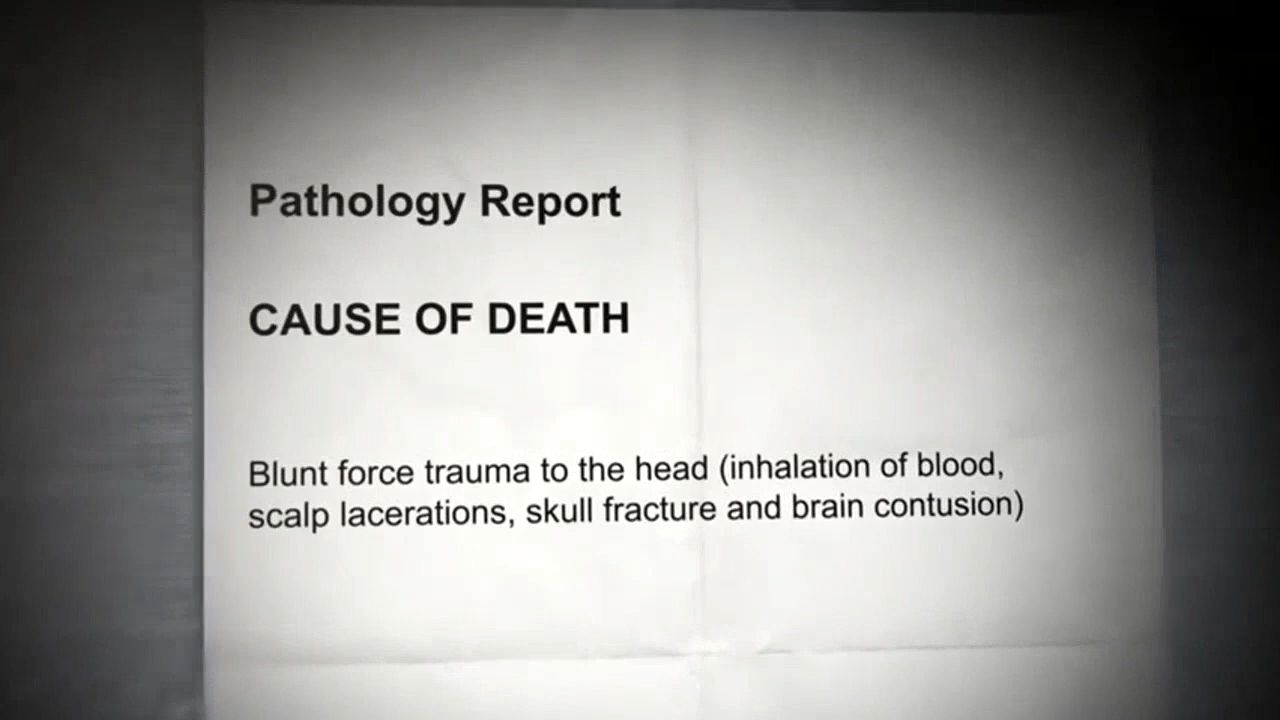 Pathology Report
CAUSE OF DEATH
Blunt force trauma to the head (inhalation of blood,
scalp lacerations, skull fracture and brain contusion)